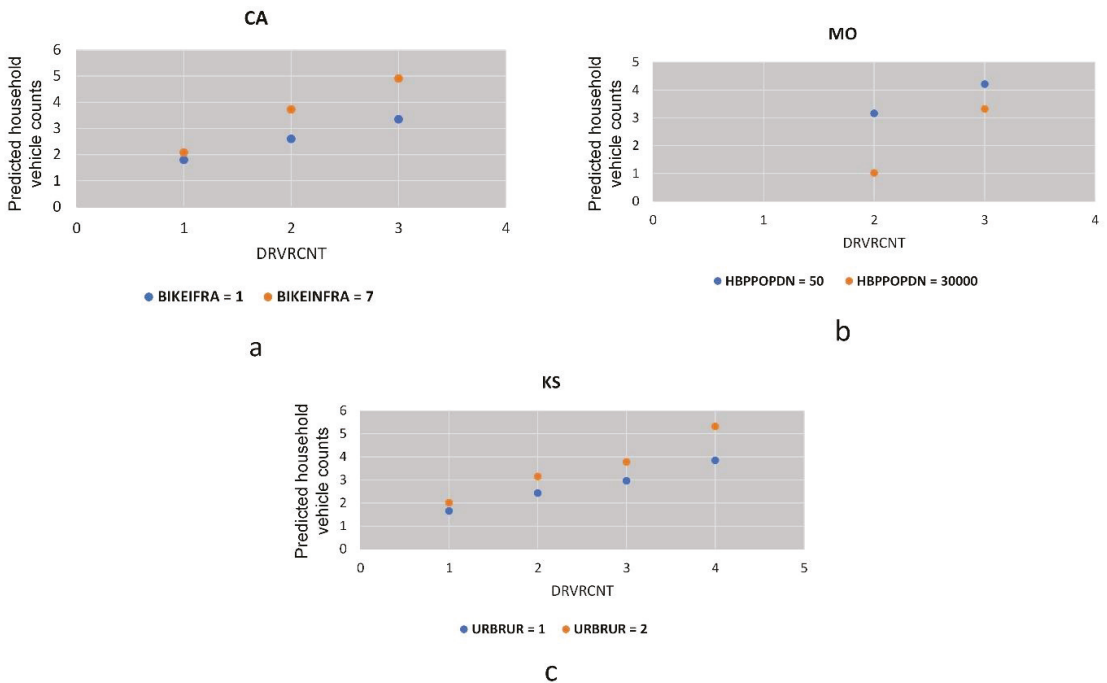 CA
Predicted household
vehicle counts
6
5
4
3
2
1
0
0 1 2 3 4
DRVRCNT
BIKEIFRA = 1 BIKEINFRA = 7
a
MO
Predicted household
vehicle counts
5
4
3
2
1
0
0 1 2 3 4
DRVRCNT
HBPPOPDN = 50 HBPPOPDN = 30000
b
KS
Predicted household
vehicle counts
6
5
4
3
2
1
0
0 1 2 3 4 5
DRVRCNT
URBRUR = 1 URBRUR = 2
c